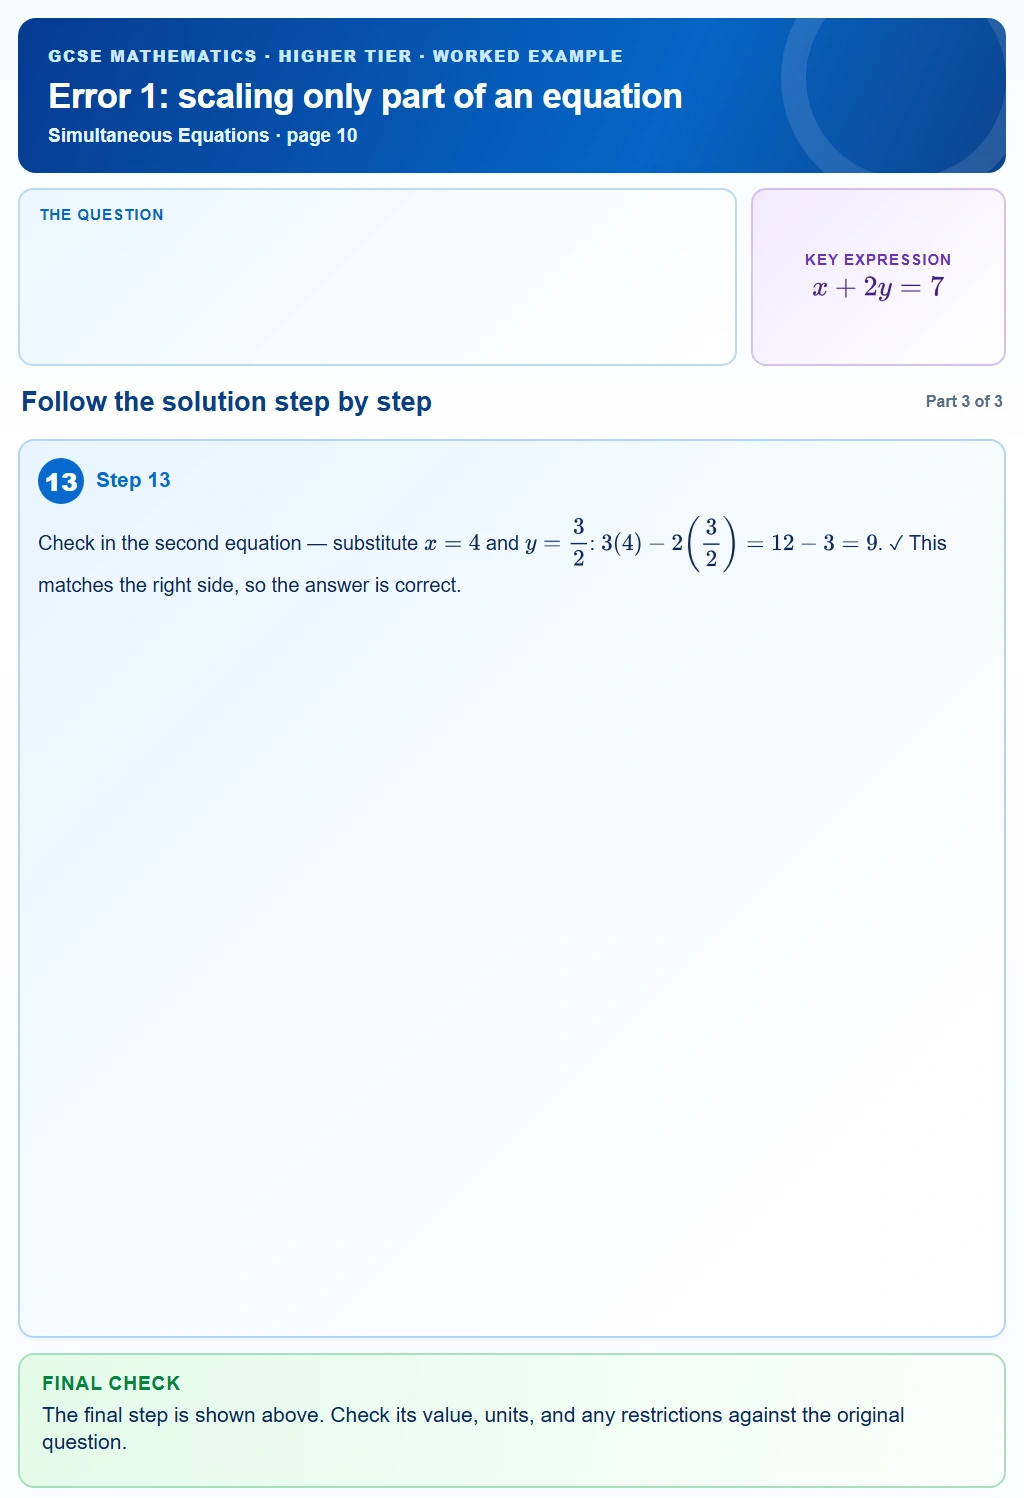 GCSE MATHEMATICS · HIGHER TIER · WORKED EXAMPLE
Error 1: scaling only part of an equation
Simultaneous Equations · page 10
THE QUESTION
KEY EXPRESSION
x + 2y = 7
Follow the solution step by step
Part 3 of 3
13 Step 13
Check in the second equation — substitute x = 4 and y = 3/2: 3(4) − 2(3/2) = 12 − 3 = 9. ✓ This
matches the right side, so the answer is correct.
FINAL CHECK
The final step is shown above. Check its value, units, and any restrictions against the original
question.